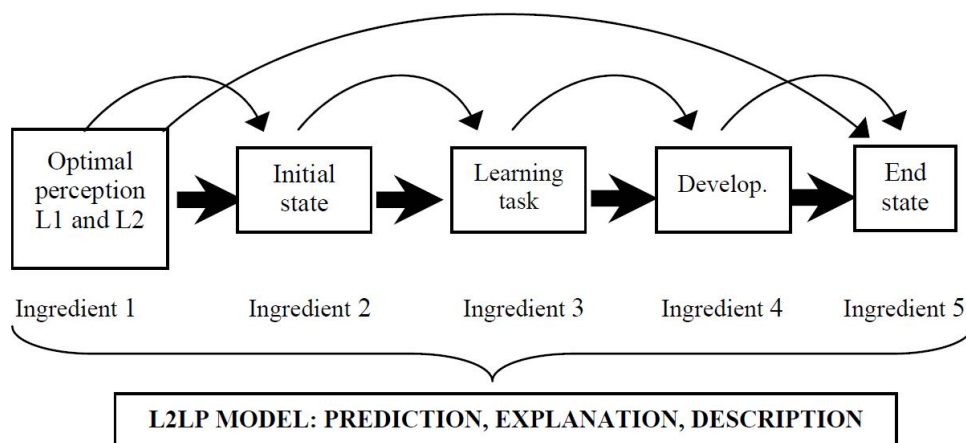 Optimal
perception
L1 and L2
Initial
state
Learning
task
Develop.
End
state
Ingredient 1
Ingredient 2
Ingredient 3
Ingredient 4
Ingredient 5
L2LP MODEL: PREDICTION, EXPLANATION, DESCRIPTION